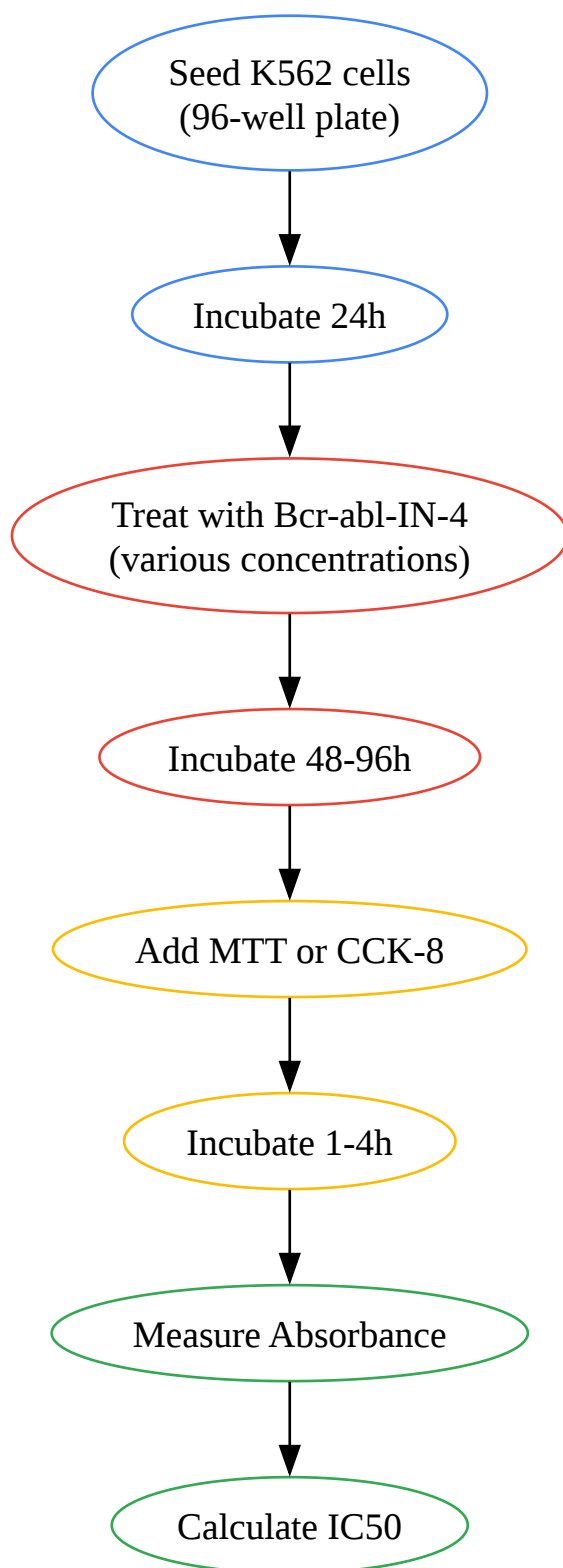 Seed K562 cells
(96-well plate)
Incubate 24h
Treat with Bcr-abl-IN-4
(various concentrations)
Incubate 48-96h
Add MTT or CCK-8
Incubate 1-4h
Measure Absorbance
Calculate IC50